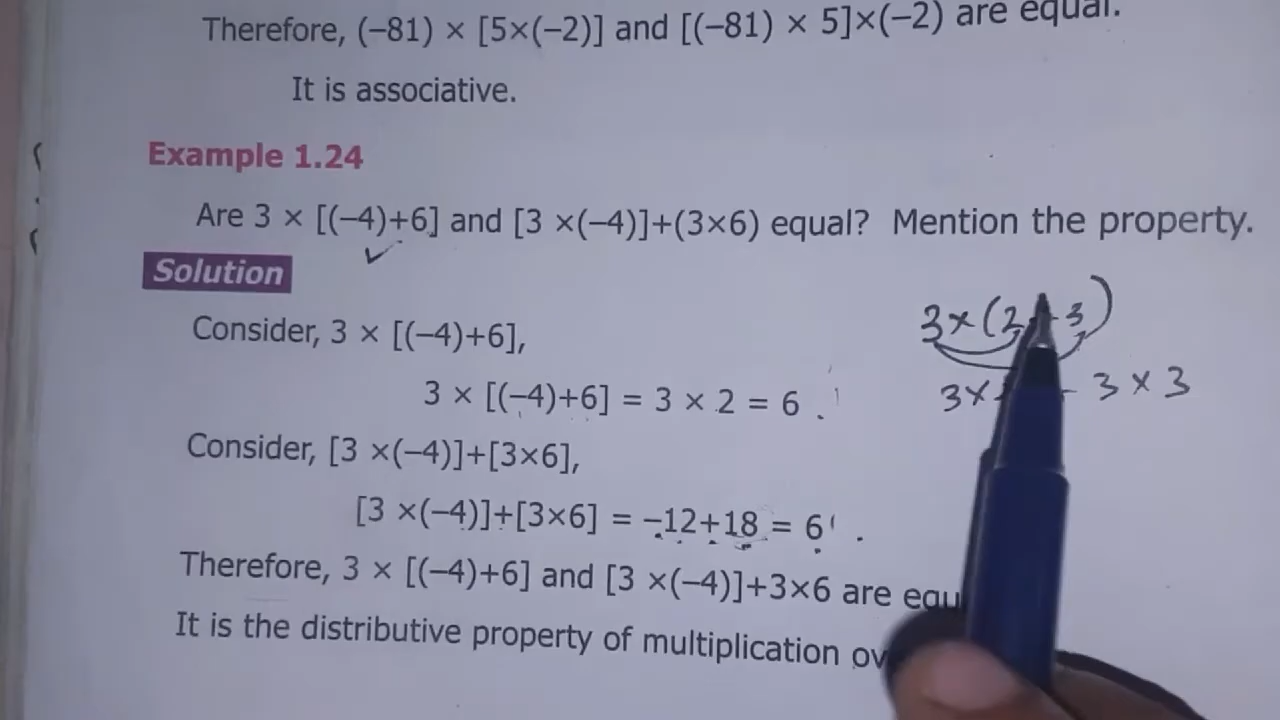 Therefore, (–81) × [5×(–2)] and [(–81) × 5]×(–2) are equal.
It is associative.
Example 1.24
Are 3 × [(–4)+6] and [3 ×(–4)]+(3×6) equal? Mention the property.
Solution
Consider, 3 × [(–4)+6],
3 × [(–4)+6] = 3 × 2 = 6
Consider, [3 ×(–4)]+[3×6],
[3 ×(–4)]+[3×6] = –12+18 = 6
Therefore, 3 × [(–4)+6] and [3 ×(–4)]+3×6 are
It is the distributive property of multiplication
3×(2 3)
3× 3×3